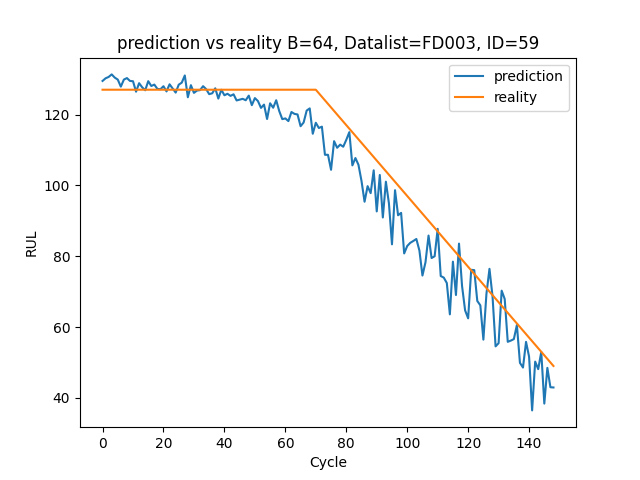 prediction vs reality B=64, Datalist=FD003, ID=59
prediction
reality
120
100
80
60
40
RUL
0 20 40 60 80 100 120 140
Cycle